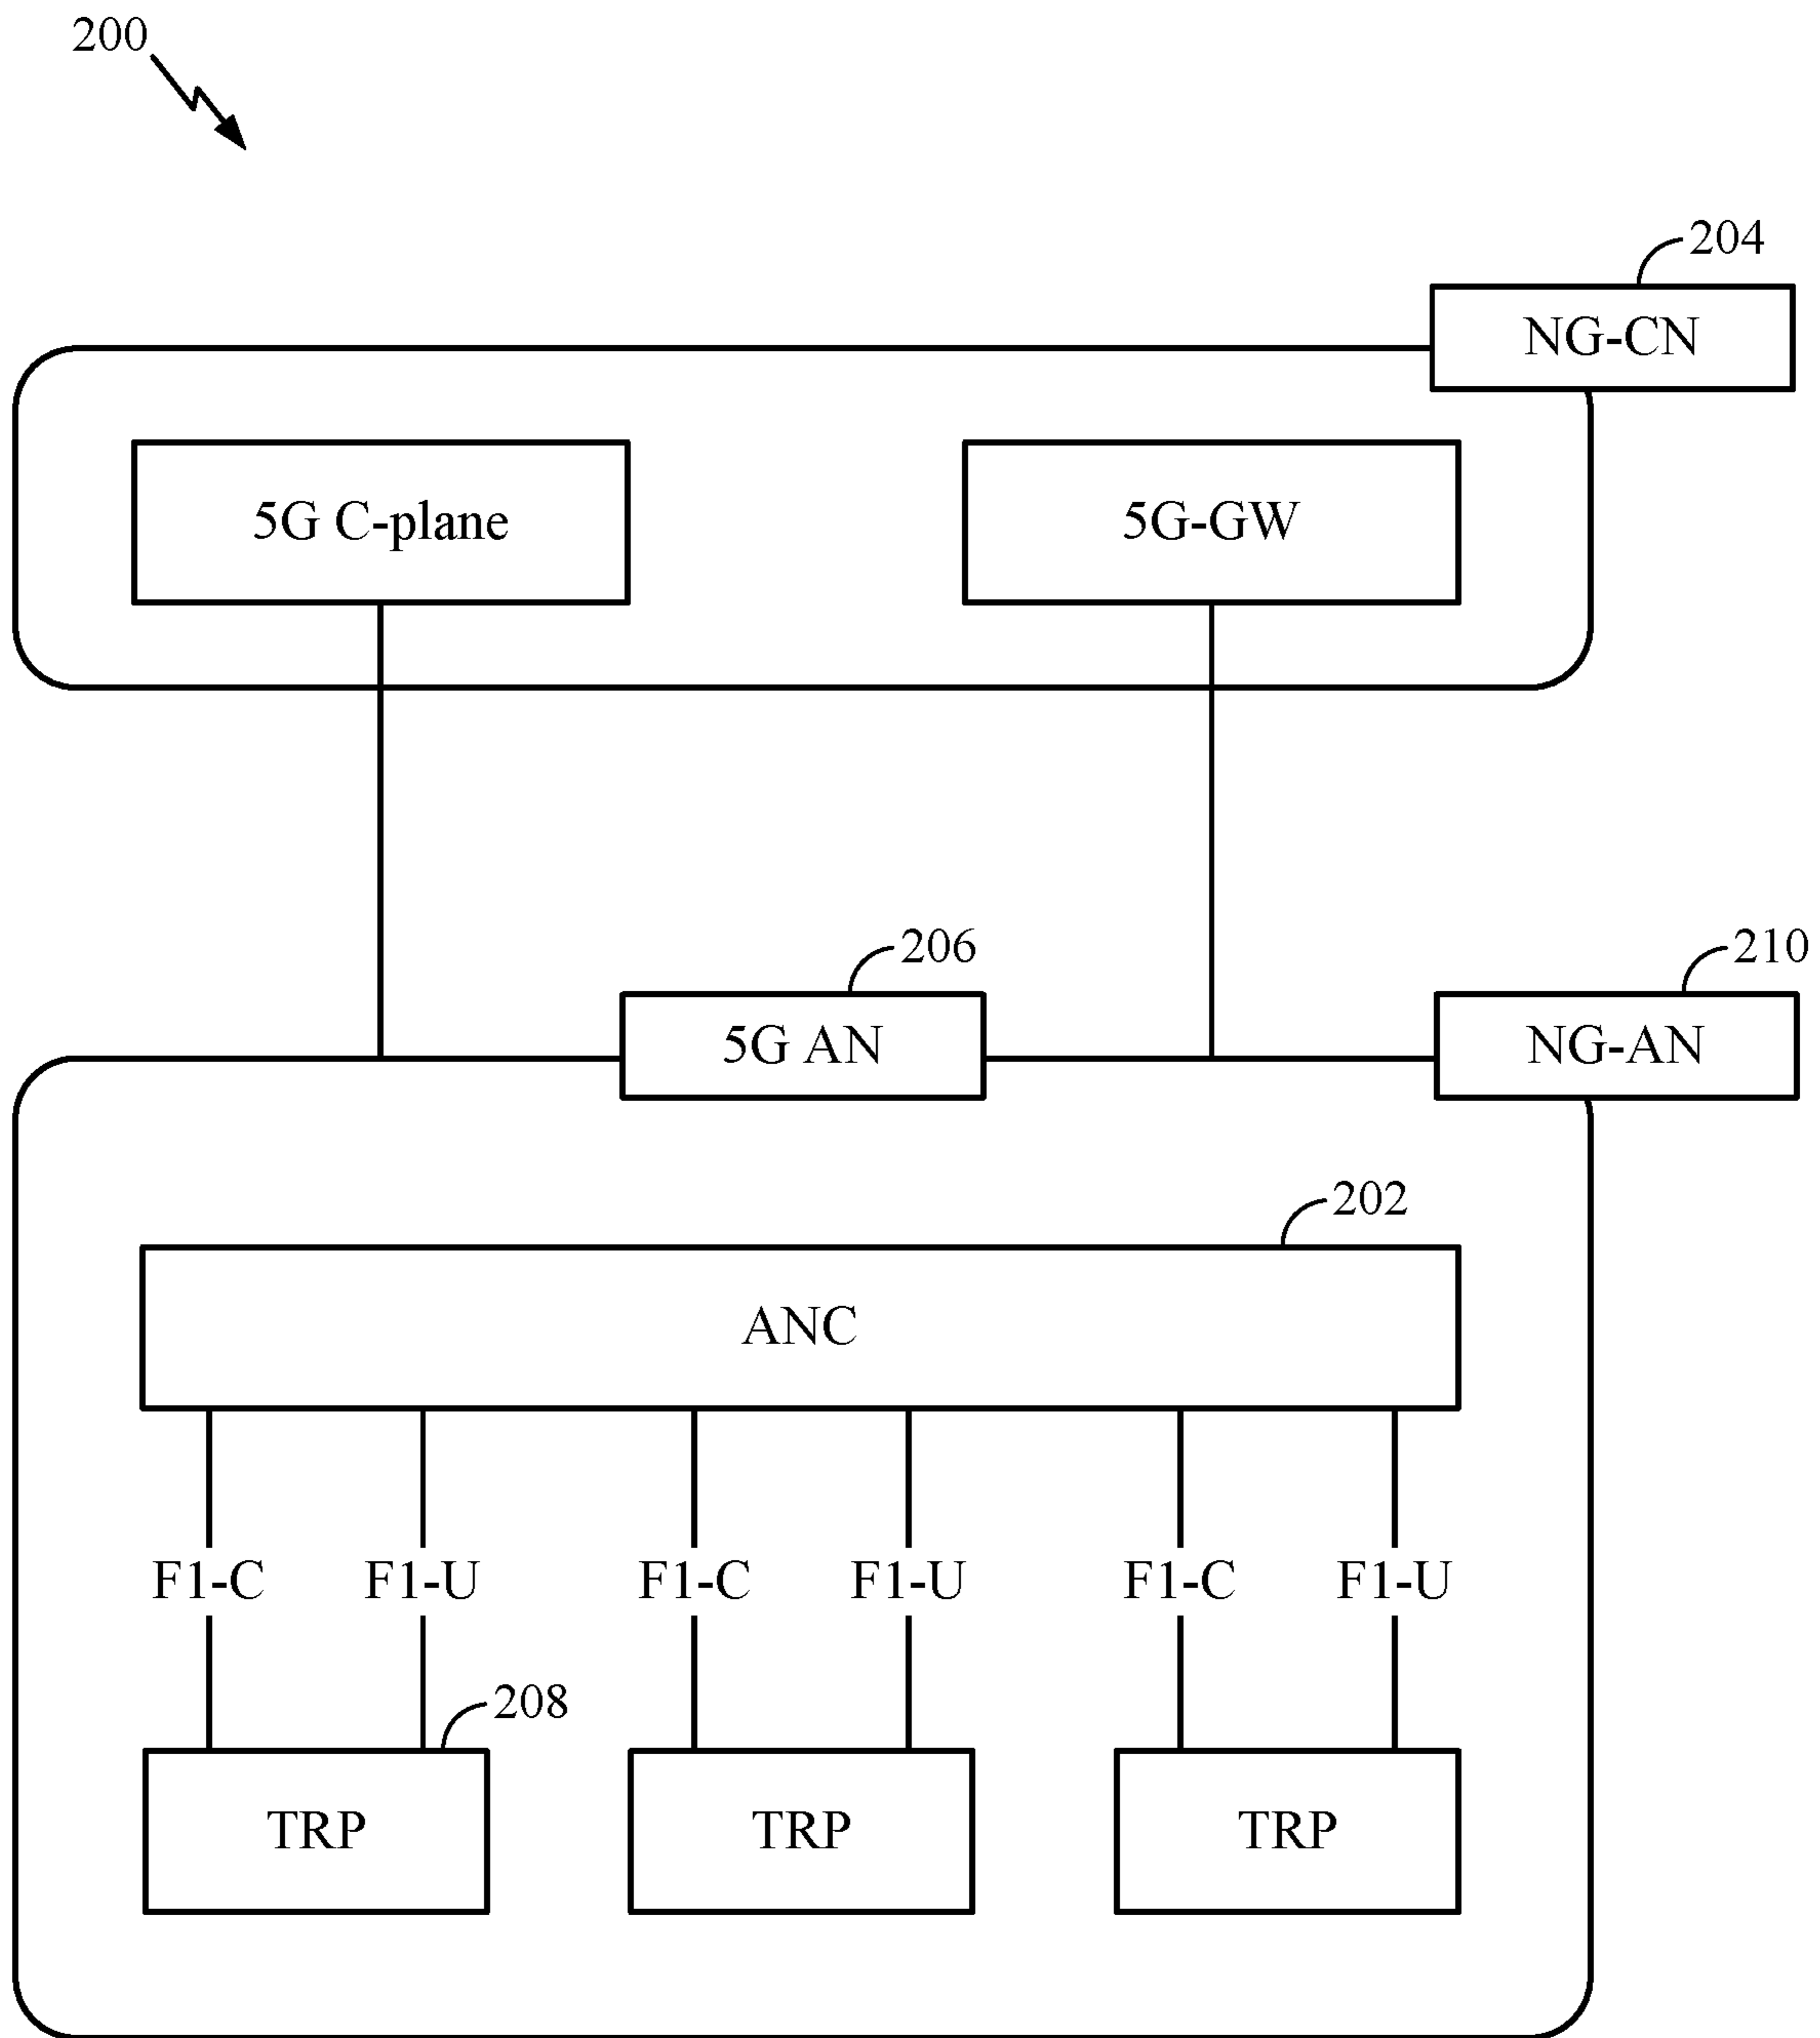 200
204
NG-CN
5G C-plane
5G-GW
206
210
5G AN
NG-AN
202
ANC
F1-C
F1-U
F1-C
F1-U
F1-C
F1-U
208
TRP
TRP
TRP